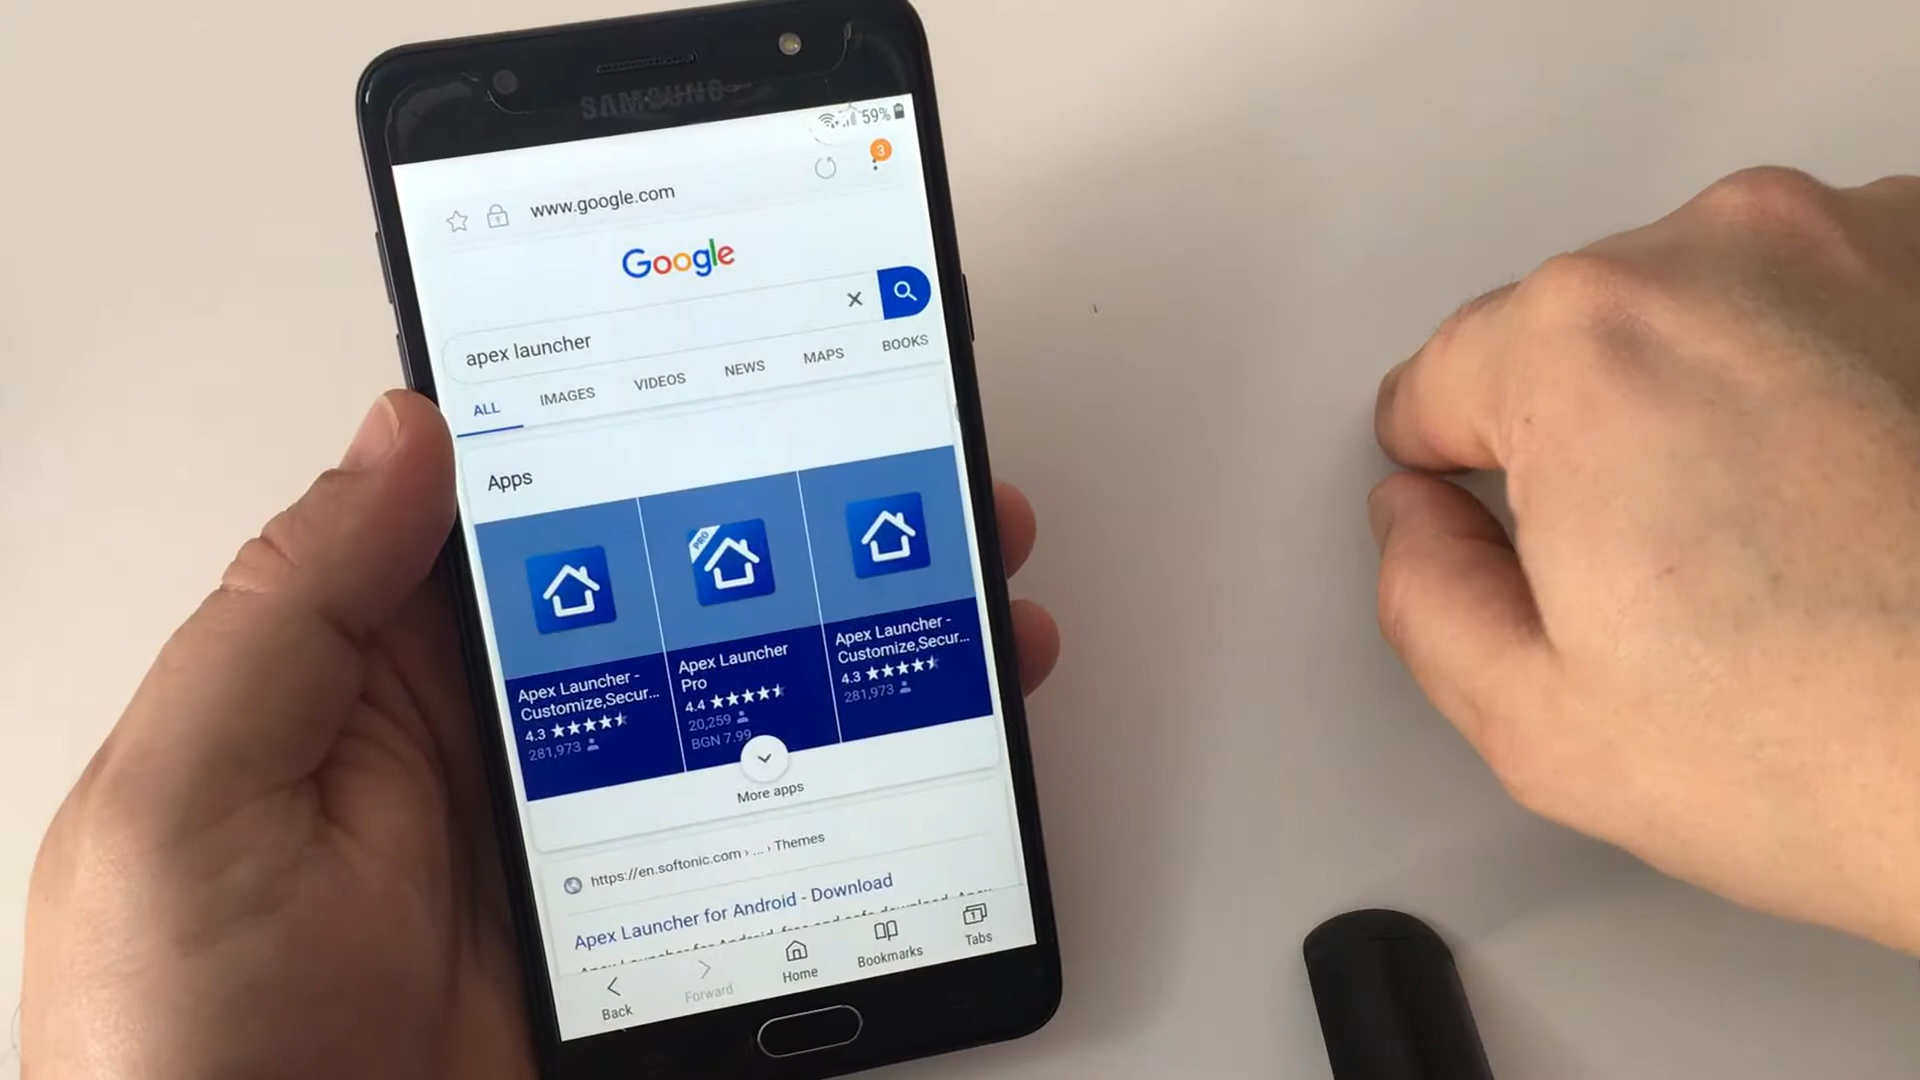 SAMSUNG
59%
3
www.google.com
Google
apex launcher
ALL IMAGES VIDEOS NEWS MAPS BOOKS
Apps
PRO
Apex Launcher -
Customize,Secur...
4.3
281,973
Apex Launcher
Pro
4.4
20,259
BGN 7.99
Apex Launcher -
Customize,Secur...
4.3
281,973
More apps
https://en.softonic.com › ... › Themes
Apex Launcher for Android - Download
Back Forward Home Bookmarks Tabs
1